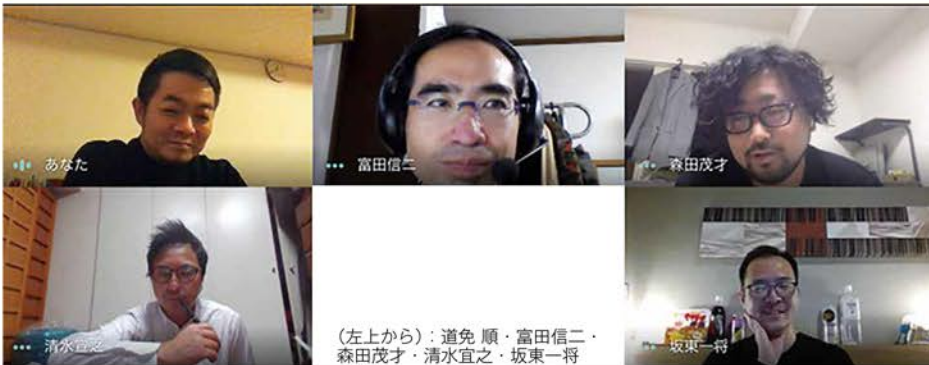 あなた
富田信二
森田茂才
清水宜之
（左上から）：道免 順・富田信二・
森田茂才・清水宜之・坂東一将
坂東一将